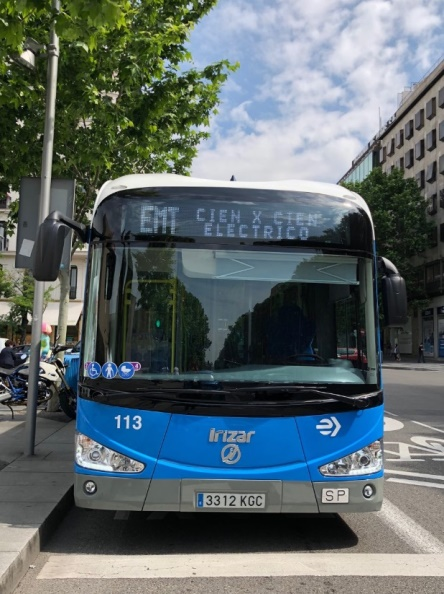 EMT CIEN X CIEN
ELECTRICO
113
irizar
3312 KGC
SP